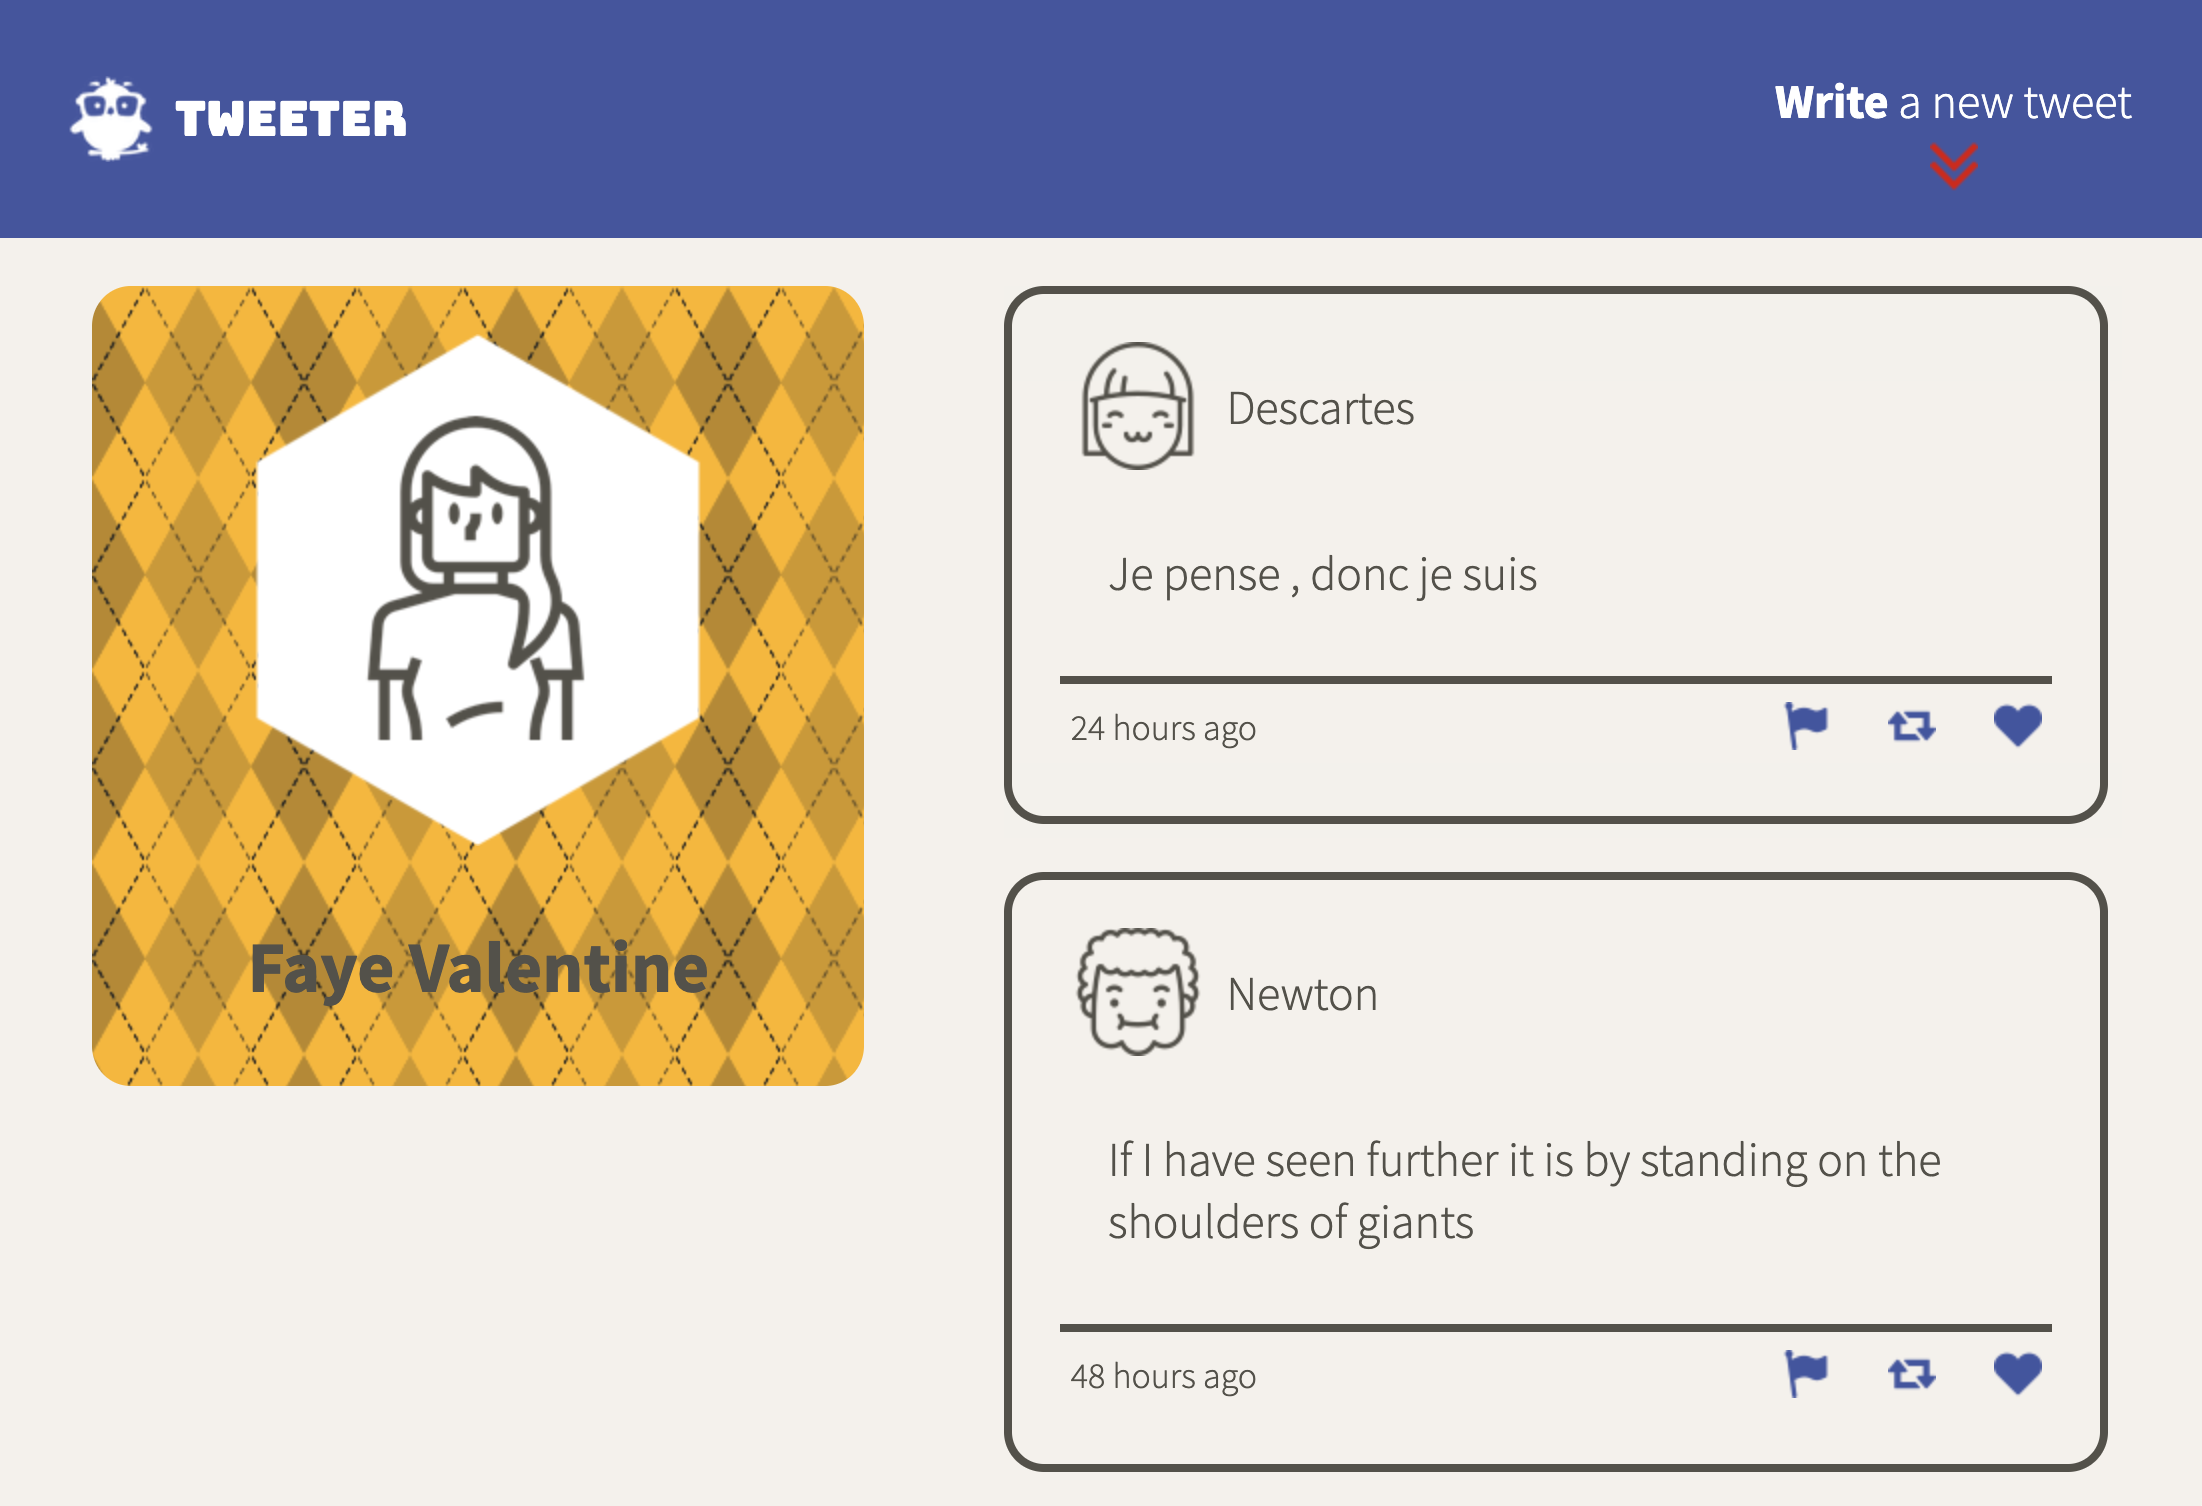 TWEETER
Write a new tweet
Faye Valentine
Descartes
Je pense , donc je suis
24 hours ago
Newton
If I have seen further it is by standing on the
shoulders of giants
48 hours ago